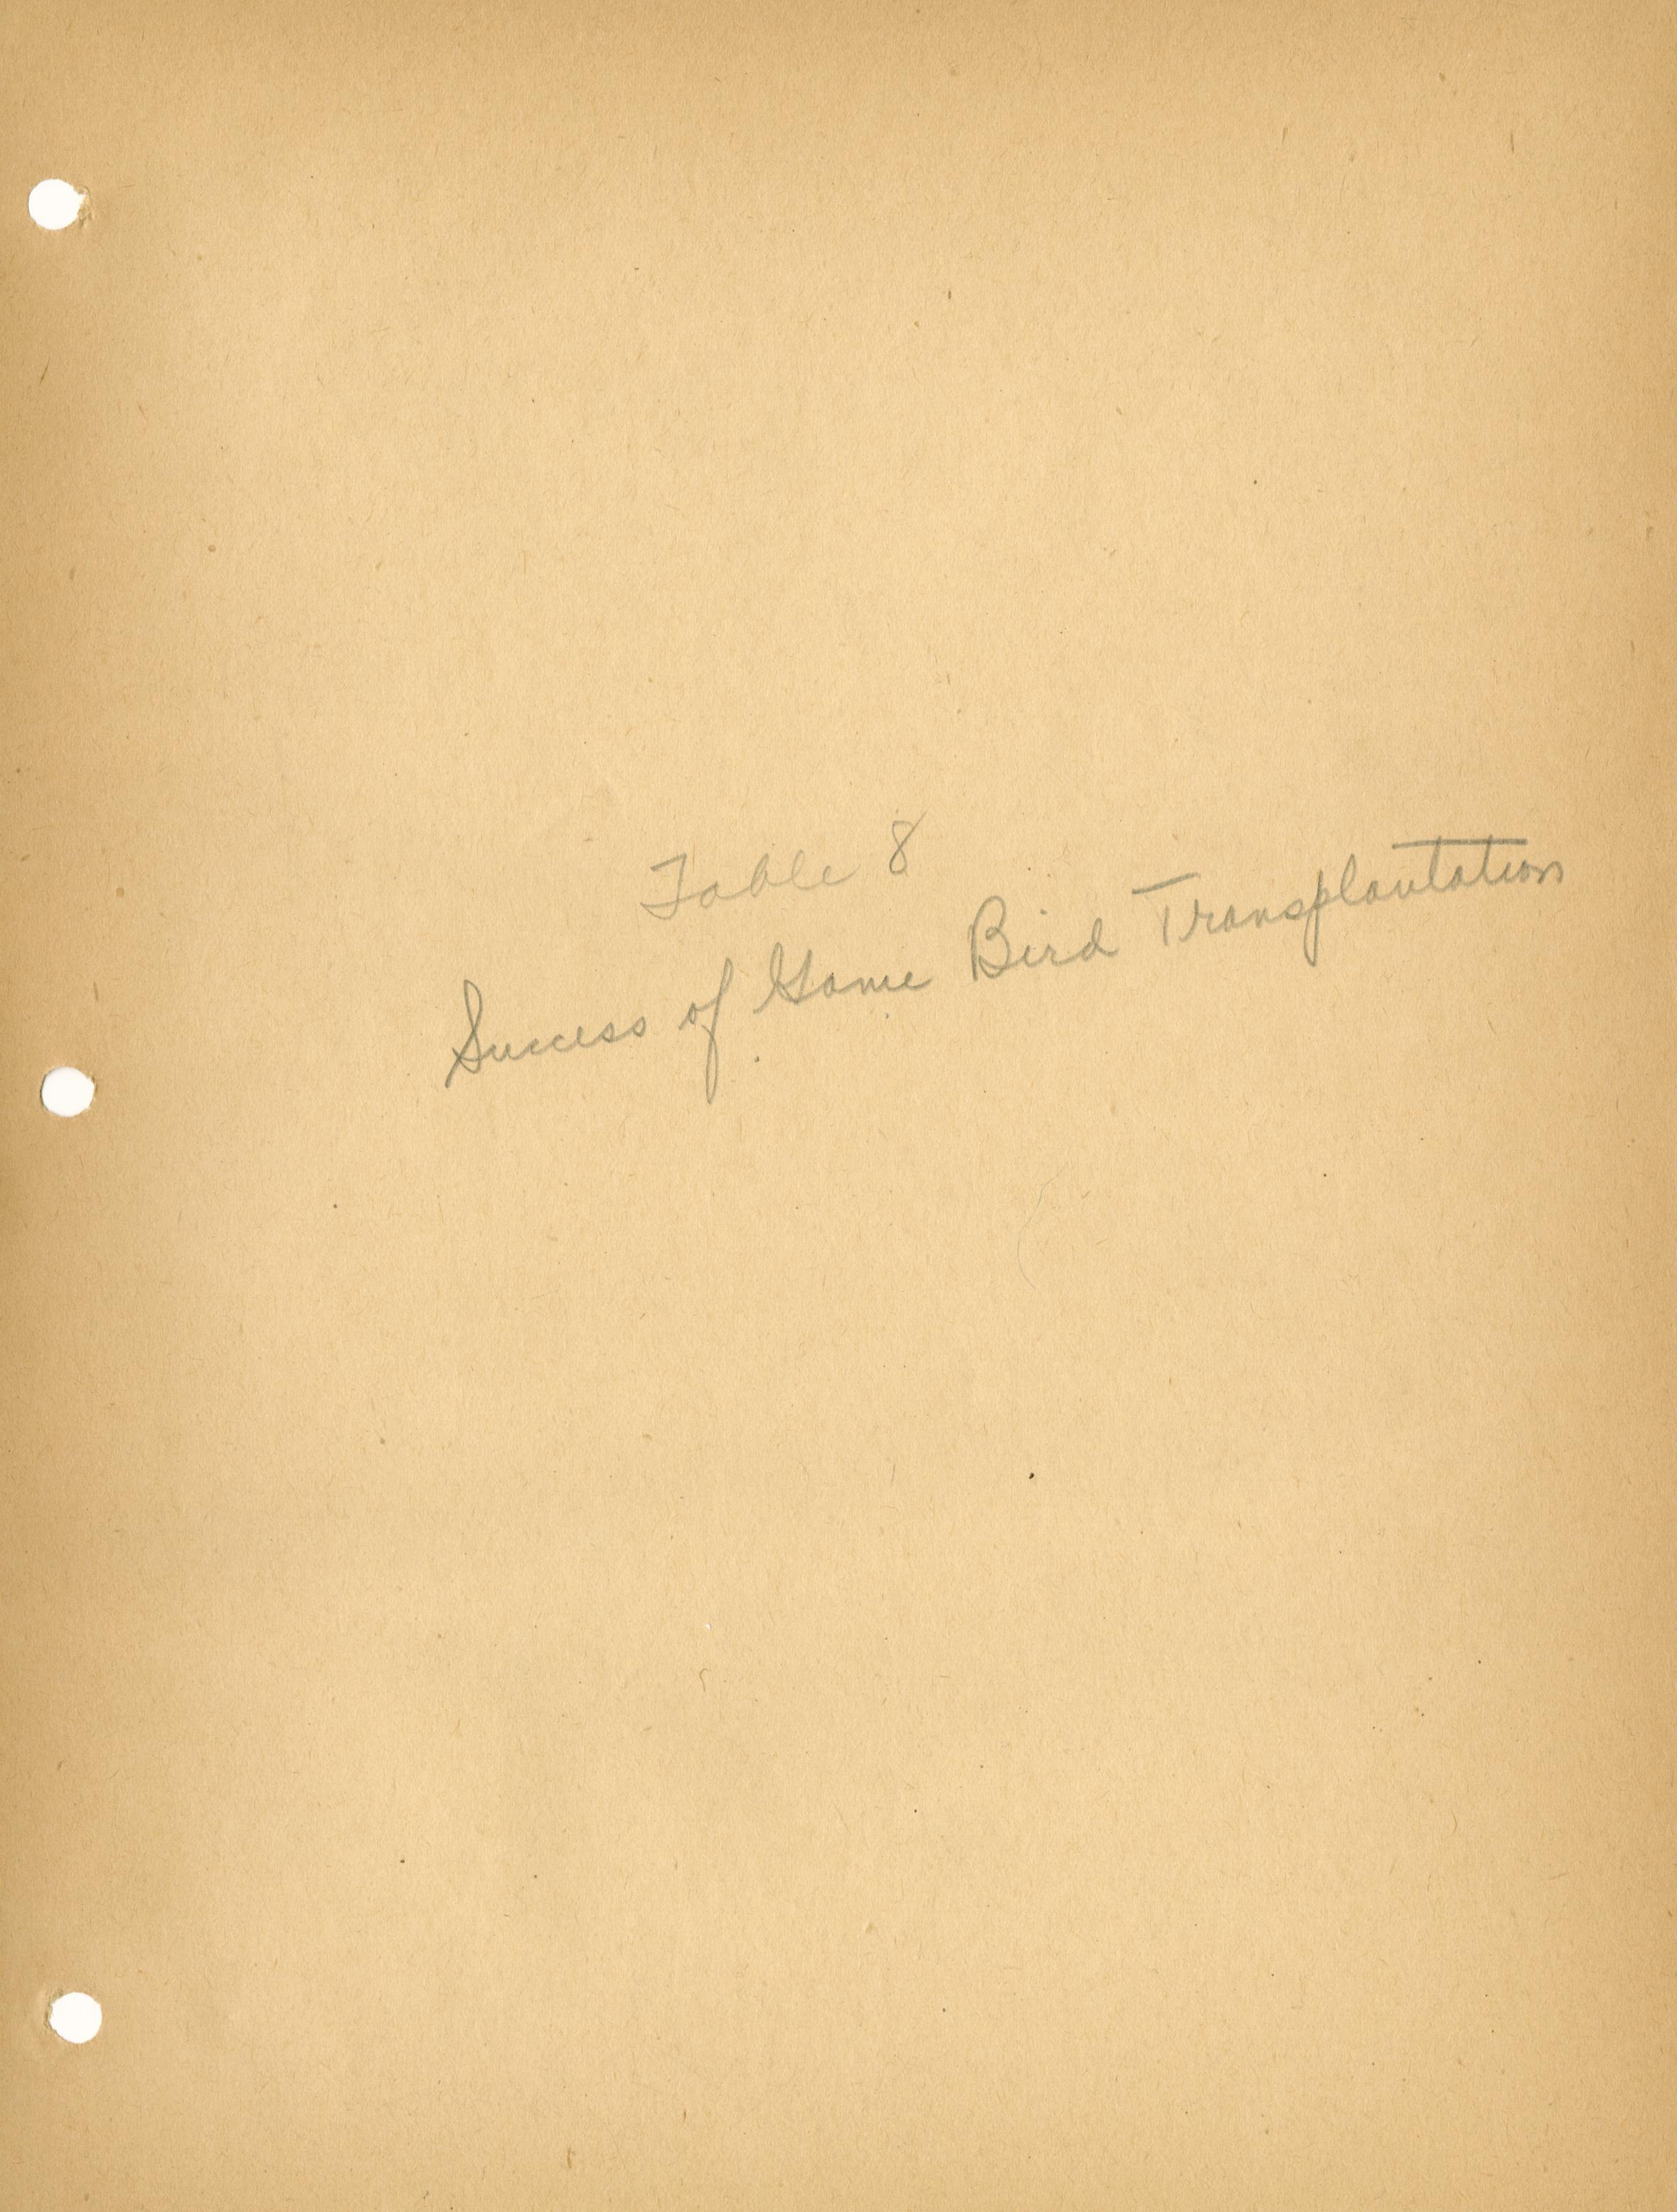 Table 8
Success of Game Bird Transplantation